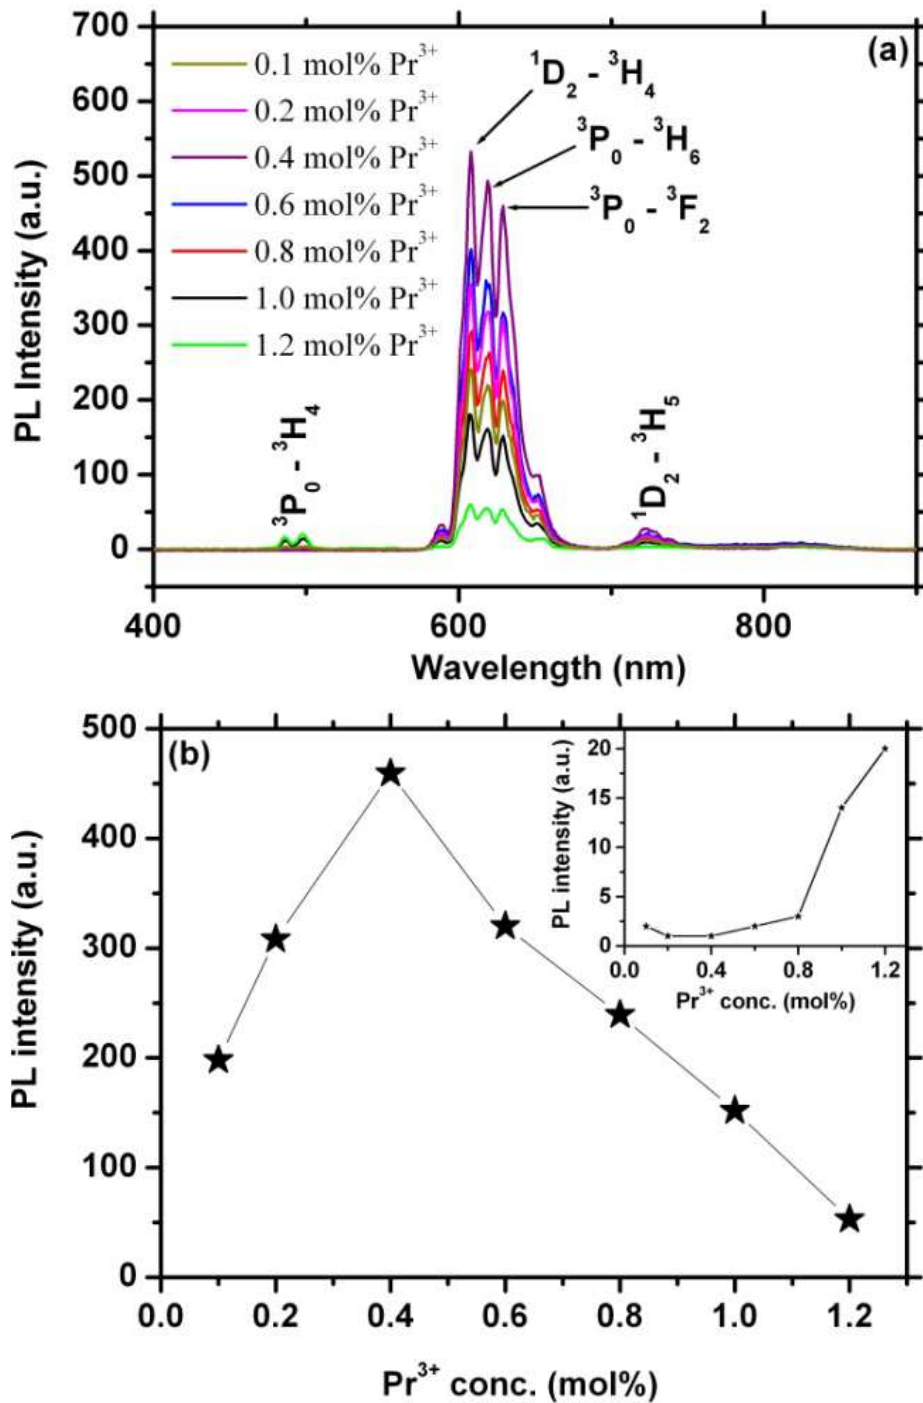 700
600
500
400
300
200
100
0
PL Intensity (a.u.)
(a)
0.1 mol% Pr³⁺
0.2 mol% Pr³⁺
0.4 mol% Pr³⁺
0.6 mol% Pr³⁺
0.8 mol% Pr³⁺
1.0 mol% Pr³⁺
1.2 mol% Pr³⁺
¹D₂ - ³H₄
³P₀ - ³H₆
³P₀ - ³F₂
³P₀ - ³H₄
¹D₂ - ³H₅
400 600 800
Wavelength (nm)
500
400
300
200
100
0
PL intensity (a.u.)
(b)
20
15
10
5
0
PL intensity (a.u.)
0.0 0.4 0.8 1.2
Pr³⁺ conc. (mol%)
0.0 0.2 0.4 0.6 0.8 1.0 1.2
Pr³⁺ conc. (mol%)